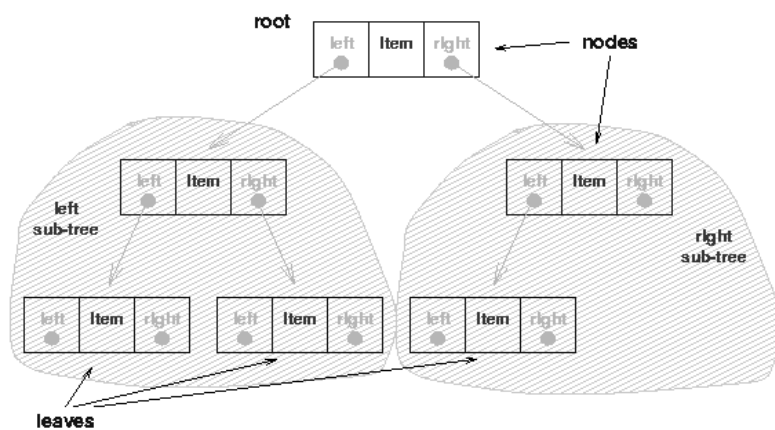 root
left Item right
nodes
left Item right
left Item right
left
sub-tree
right
sub-tree
left Item right
left Item right
left Item right
leaves